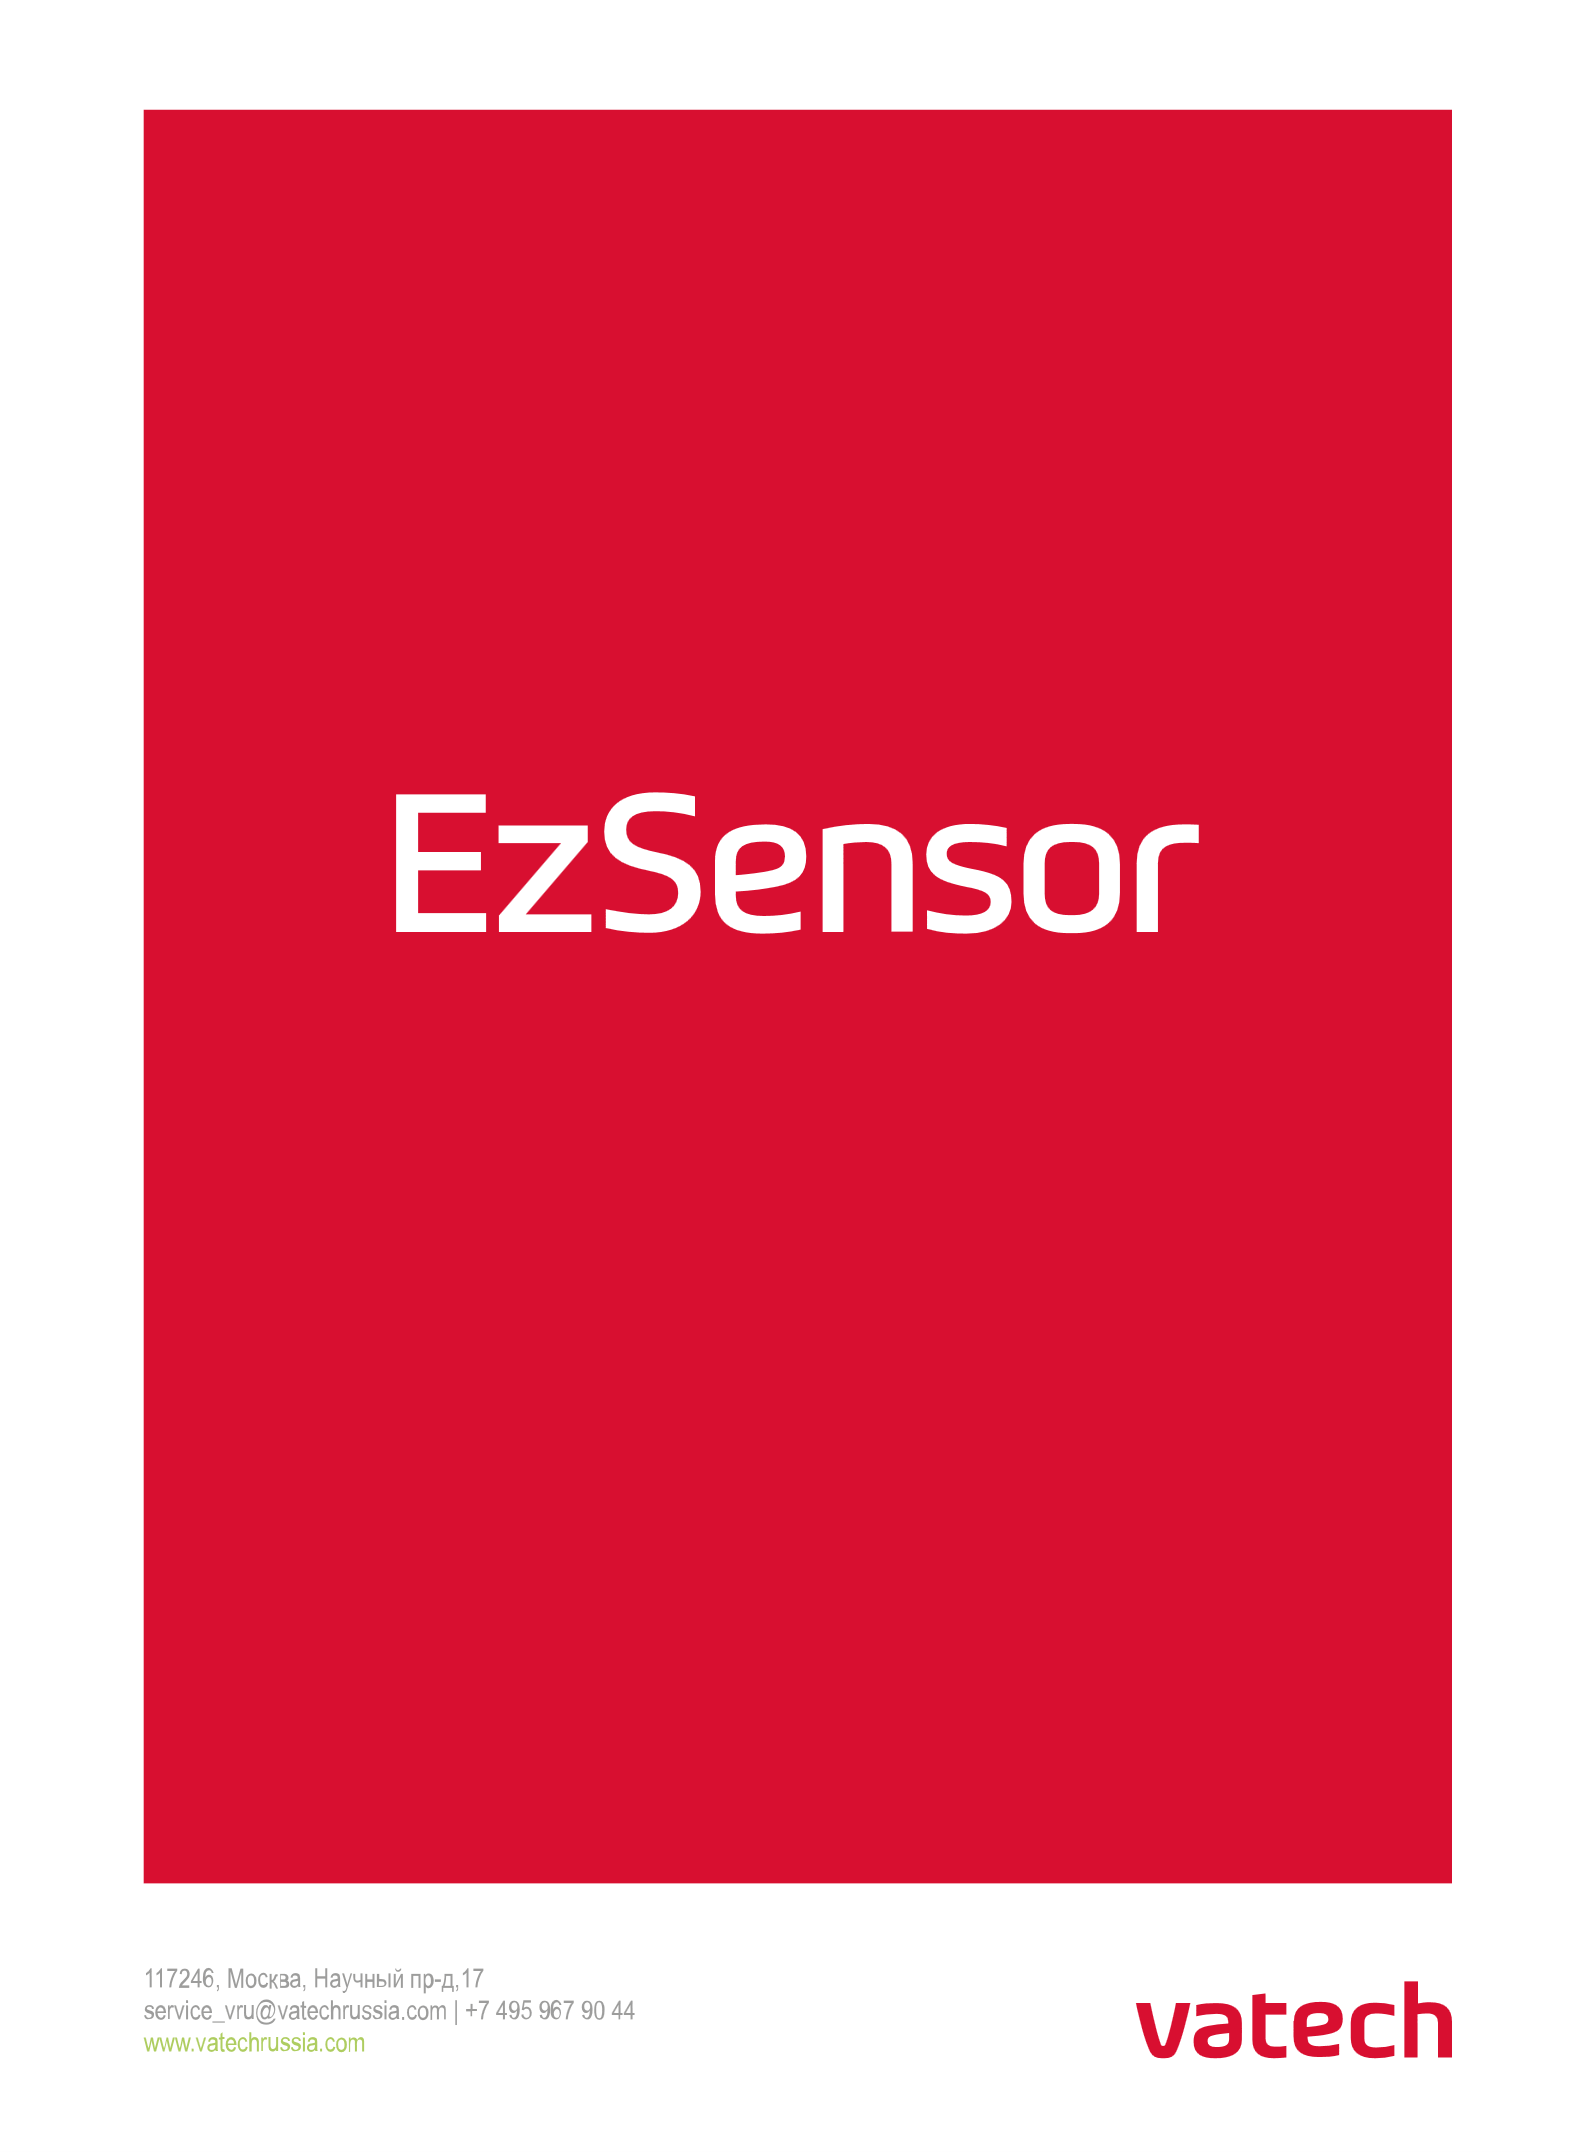 EzSensor
117246, Москва, Научный пр-д,17
service_vru@vatechrussia.com | +7 495 967 90 44
www.vatechrussia.com
vatech